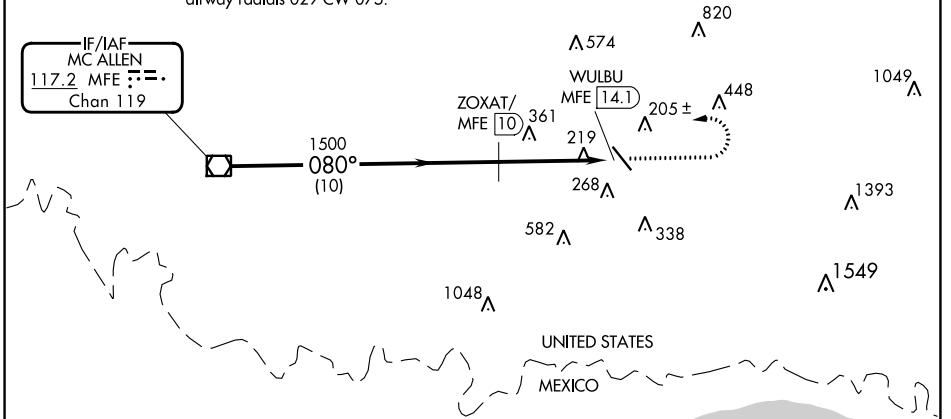 airway radials 029 CW 075.
IF/IAF
MC ALLEN
117.2 MFE
Chan 119
820
574
1049
WULBU
MFE 14.1
448
ZOXAT/
MFE 10
361
205 ±
219
1500
080°
(10)
268
1393
582
338
1549
1048
UNITED STATES
MEXICO